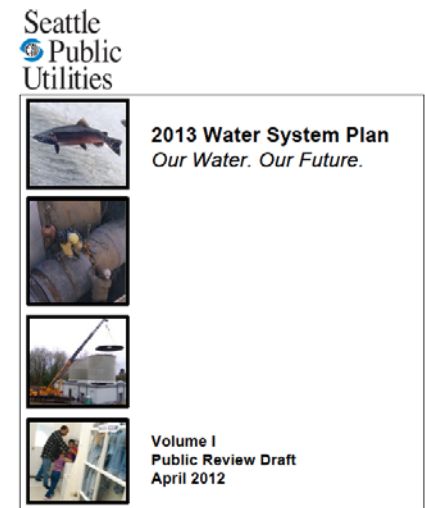 Seattle
Public
Utilities
2013 Water System Plan
Our Water. Our Future.
Volume I
Public Review Draft
April 2012